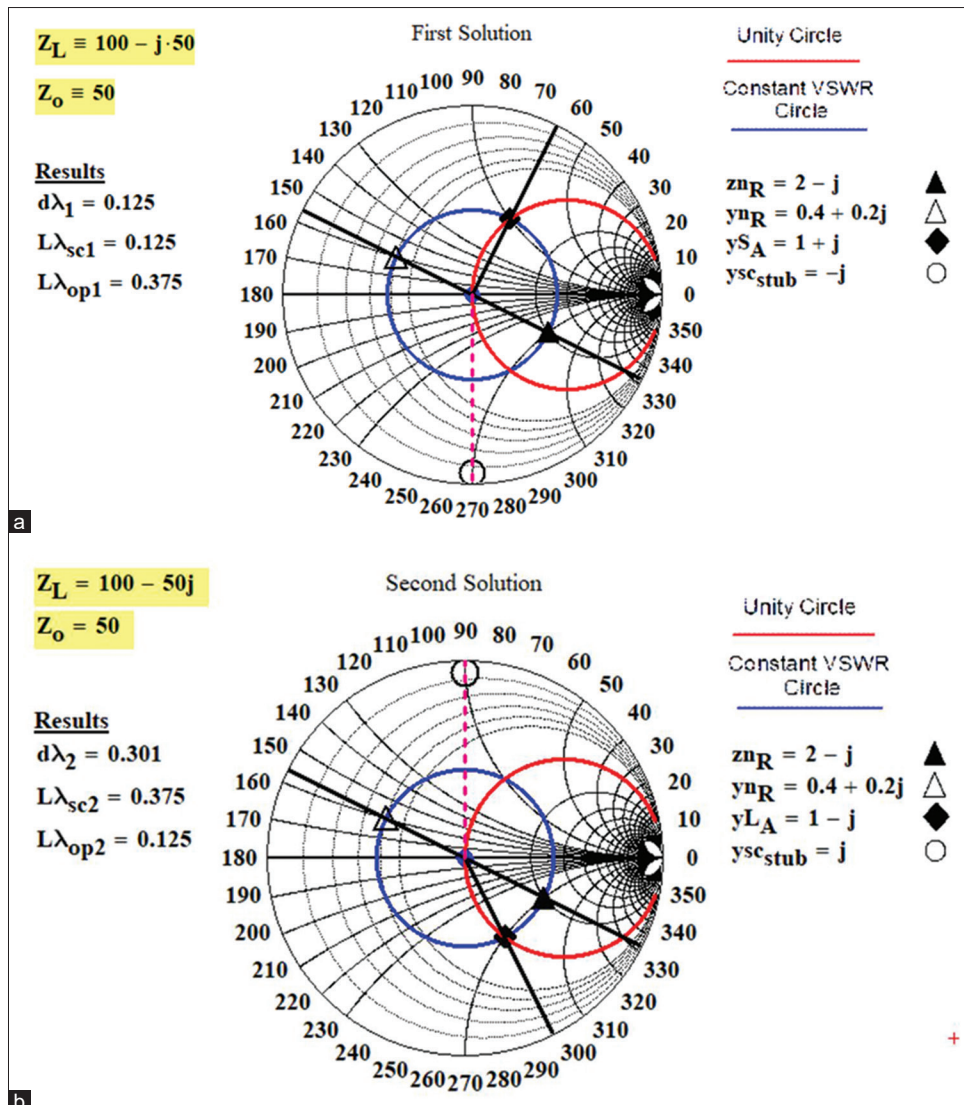 First Solution
Z_L ≡ 100 − j·50
Z_o ≡ 50
Results
dλ_1 = 0.125
Lλ_sc1 = 0.125
Lλ_op1 = 0.375
90
100 80
110 70
120 60
130 50
140 40
150 30
160 20
170 10
180 0
190 350
200 340
210 330
220 320
230 310
240 300
250 290
260 280
270
Unity Circle
Constant VSWR
Circle
zn_R = 2 − j
yn_R = 0.4 + 0.2j
yS_A = 1 + j
ysc_stub = −j
a
Second Solution
Z_L = 100 − 50j
Z_o = 50
Results
dλ_2 = 0.301
Lλ_sc2 = 0.375
Lλ_op2 = 0.125
90
100 80
110 70
120 60
130 50
140 40
150 30
160 20
170 10
180 0
190 350
200 340
210 330
220 320
230 310
240 300
250 290
260 280
270
Unity Circle
Constant VSWR
Circle
zn_R = 2 − j
yn_R = 0.4 + 0.2j
yL_A = 1 − j
ysc_stub = j
b